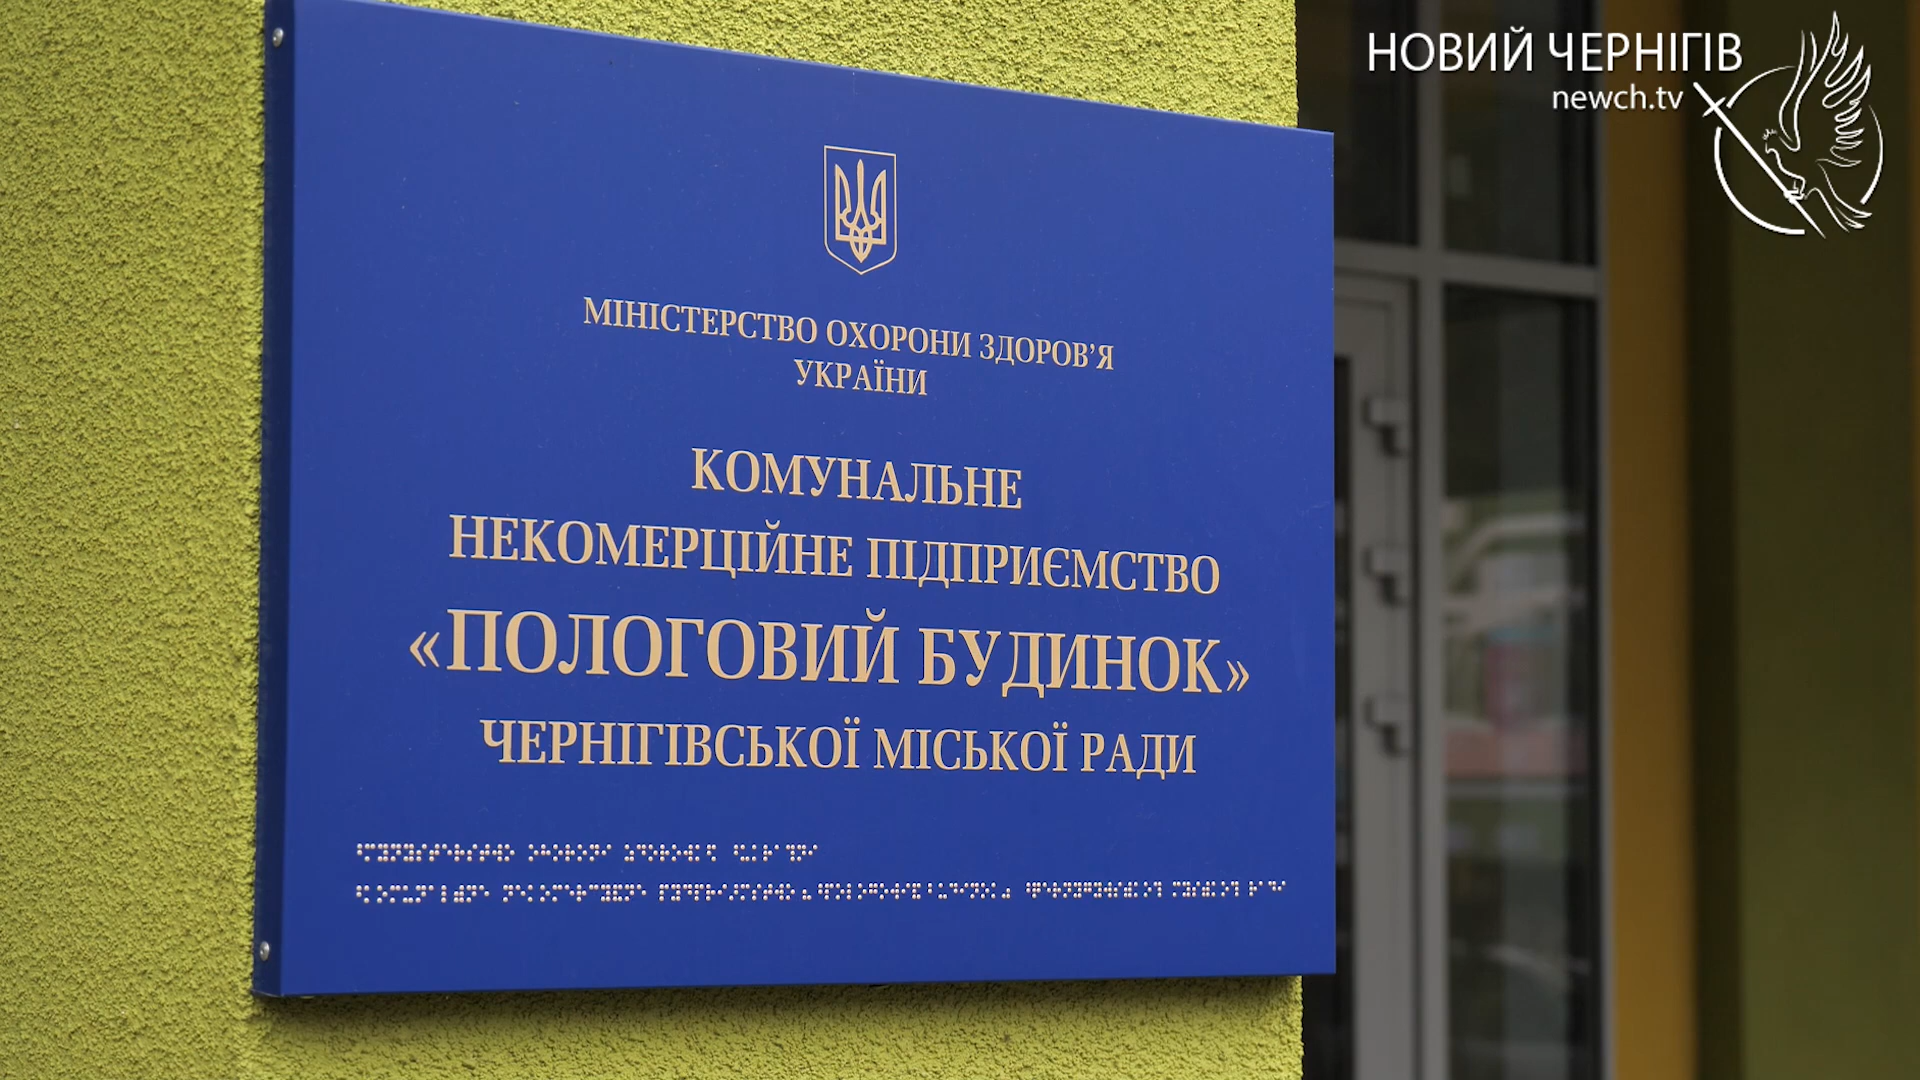 НОВИЙ ЧЕРНІГІВ
newch.tv
МІНІСТЕРСТВО ОХОРОНИ ЗДОРОВ’Я
УКРАЇНИ
КОМУНАЛЬНЕ
НЕКОМЕРЦІЙНЕ ПІДПРИЄМСТВО
«ПОЛОГОВИЙ БУДИНОК»
ЧЕРНІГІВСЬКОЇ МІСЬКОЇ РАДИ